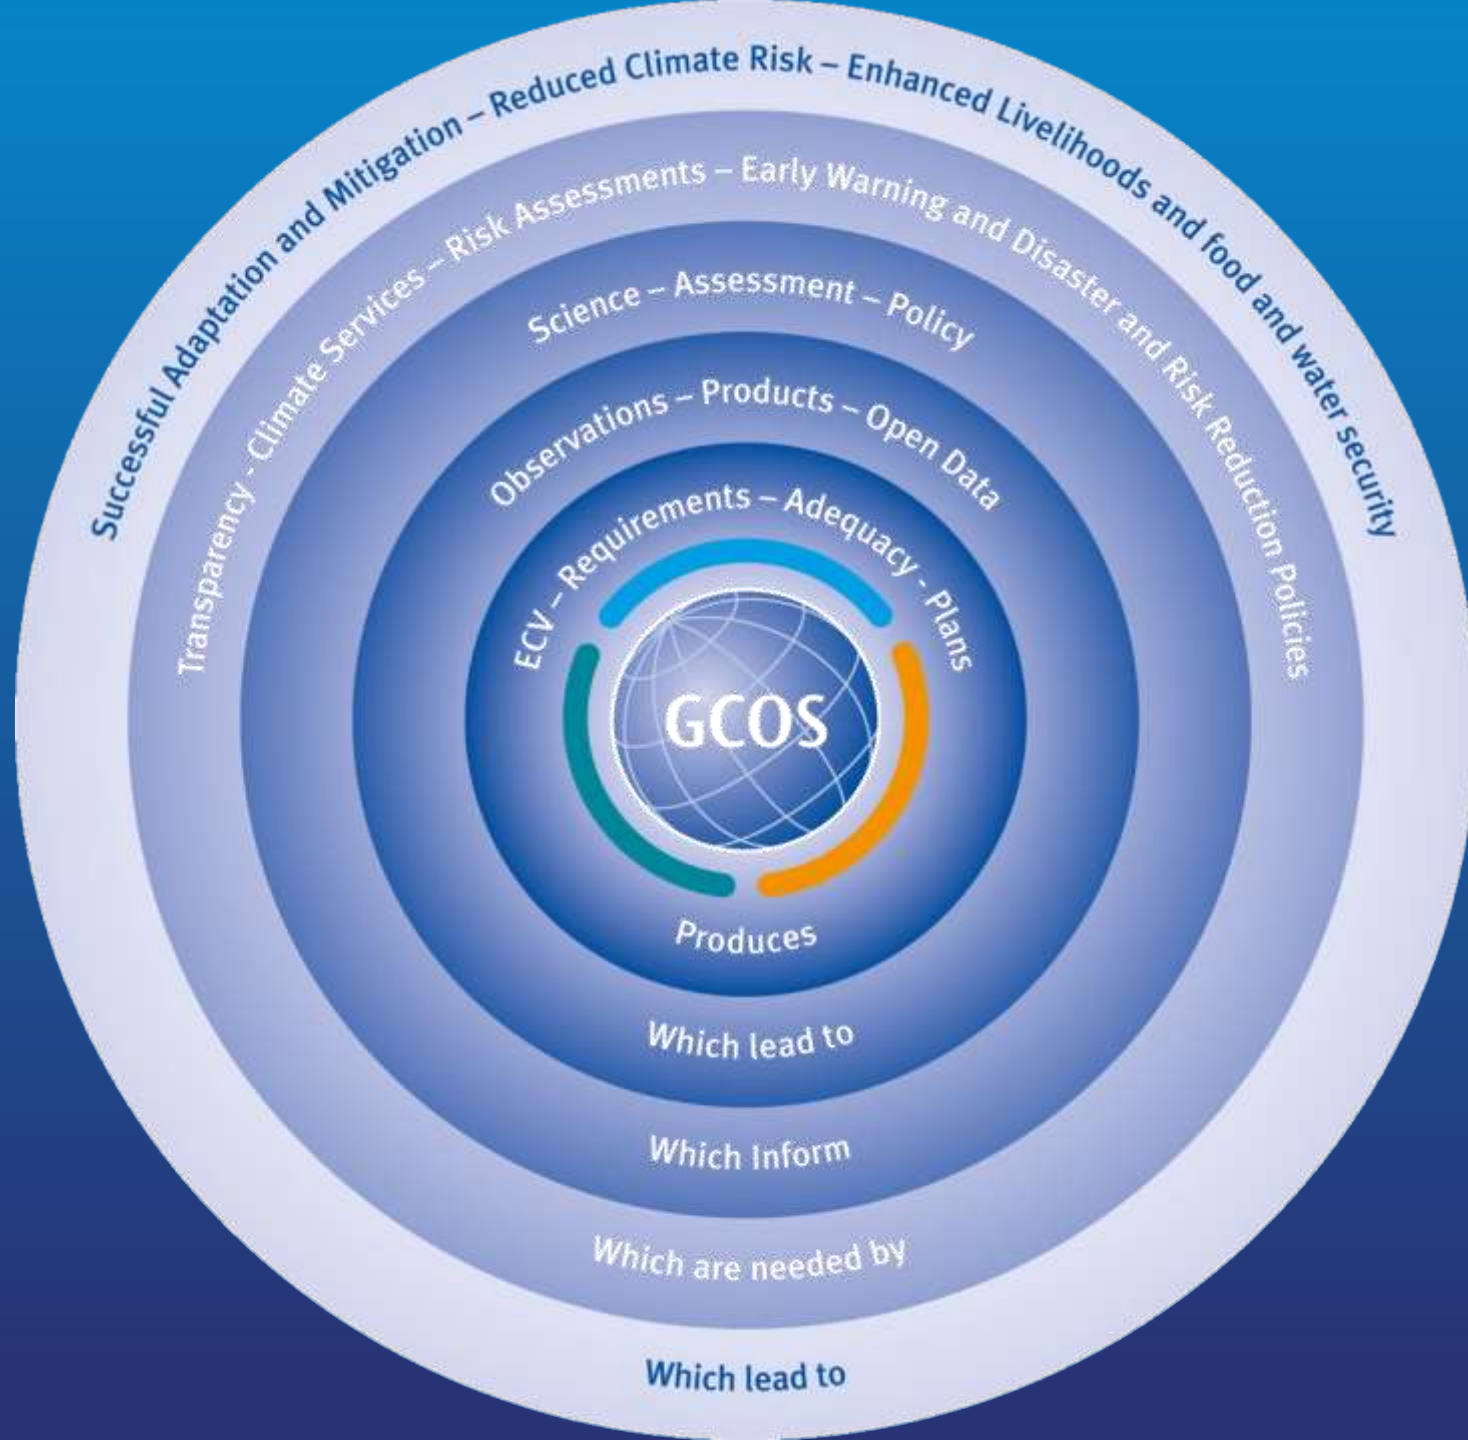 Successful Adaptation and Mitigation – Reduced Climate Risk – Enhanced Livelihoods and food and water security
Transparency - Climate Services – Risk Assessments – Early Warning and Disaster and Risk Reduction Policies
Science – Assessment – Policy
Observations – Products – Open Data
ECV – Requirements – Adequacy - Plans
GCOS
Produces
Which lead to
Which Inform
Which are needed by
Which lead to